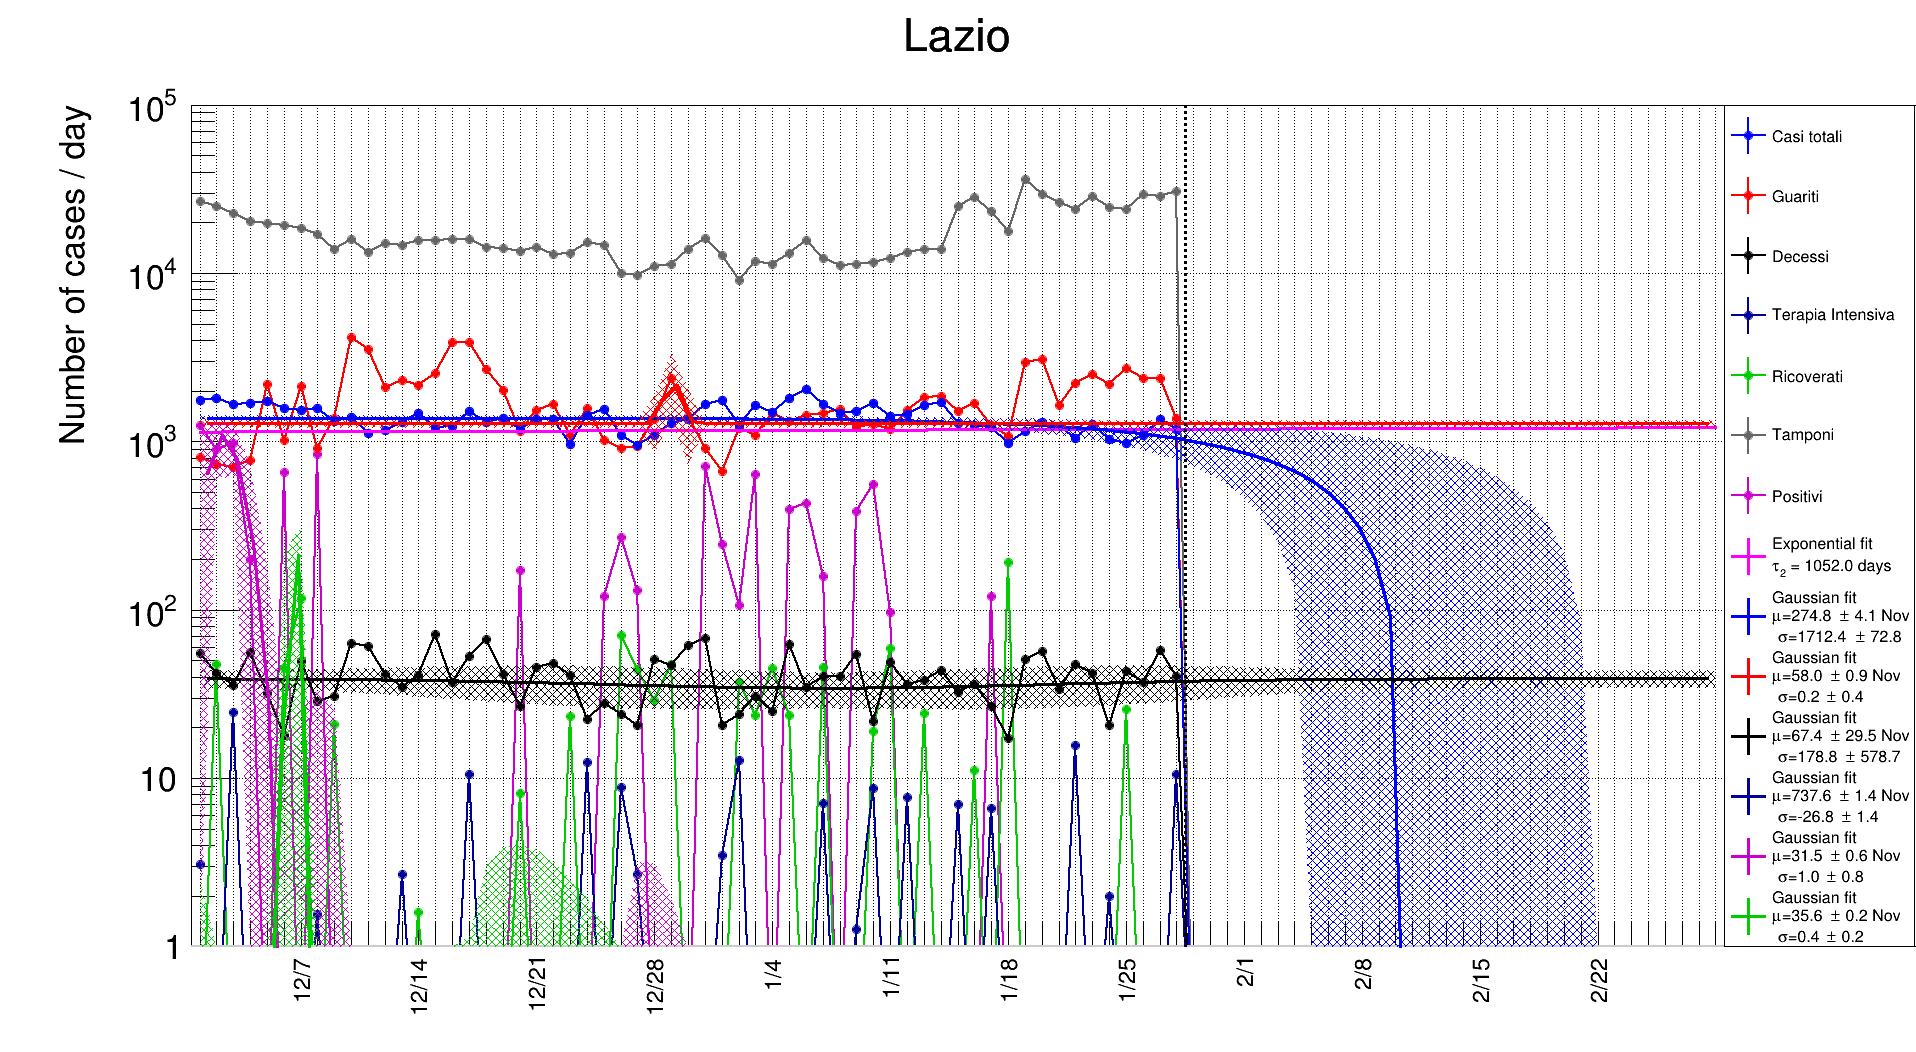 Lazio
Number of cases / day
10^5
10^4
10^3
10^2
10
1
12/7
12/14
12/21
12/28
1/4
1/11
1/18
1/25
2/1
2/8
2/15
2/22
Casi totali
Guariti
Decessi
Terapia Intensiva
Ricoverati
Tamponi
Positivi
Exponential fit
τ_2 = 1052.0 days
Gaussian fit
μ=274.8 ± 4.1 Nov
σ=1712.4 ± 72.8
Gaussian fit
μ=58.0 ± 0.9 Nov
σ=0.2 ± 0.4
Gaussian fit
μ=67.4 ± 29.5 Nov
σ=178.8 ± 578.7
Gaussian fit
μ=737.6 ± 1.4 Nov
σ=-26.8 ± 1.4
Gaussian fit
μ=31.5 ± 0.6 Nov
σ=1.0 ± 0.8
Gaussian fit
μ=35.6 ± 0.2 Nov
σ=0.4 ± 0.2